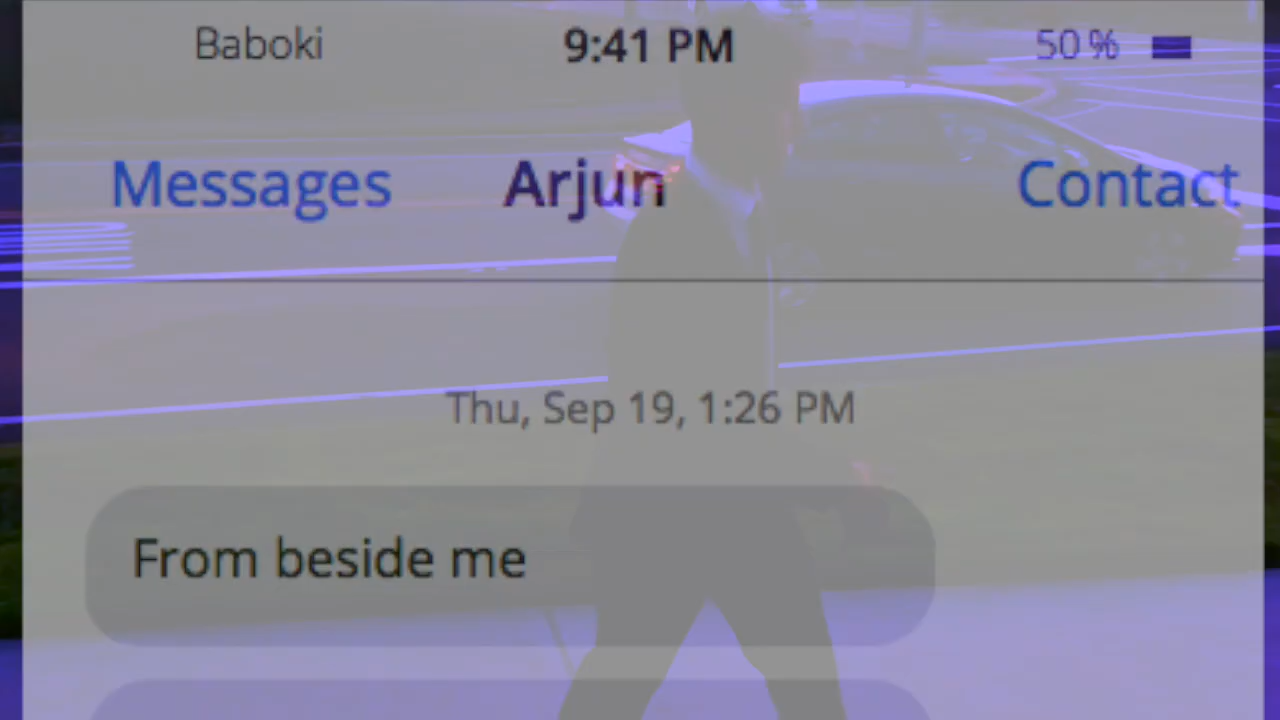 Baboki 9:41 PM 50 %
Messages Arjun Contact
Thu, Sep 19, 1:26 PM
From beside me